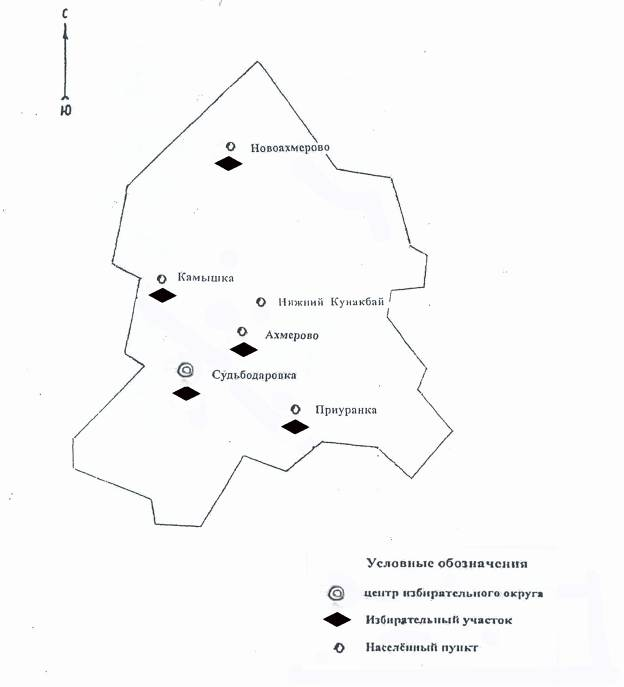 С
Ю
Новоахмерово
Камышка
Нижний Кунакбай
Ахмерово
Судьбодаровка
Приуранка
Условные обозначения
центр избирательного округа
Избирательный участок
Населённый пункт